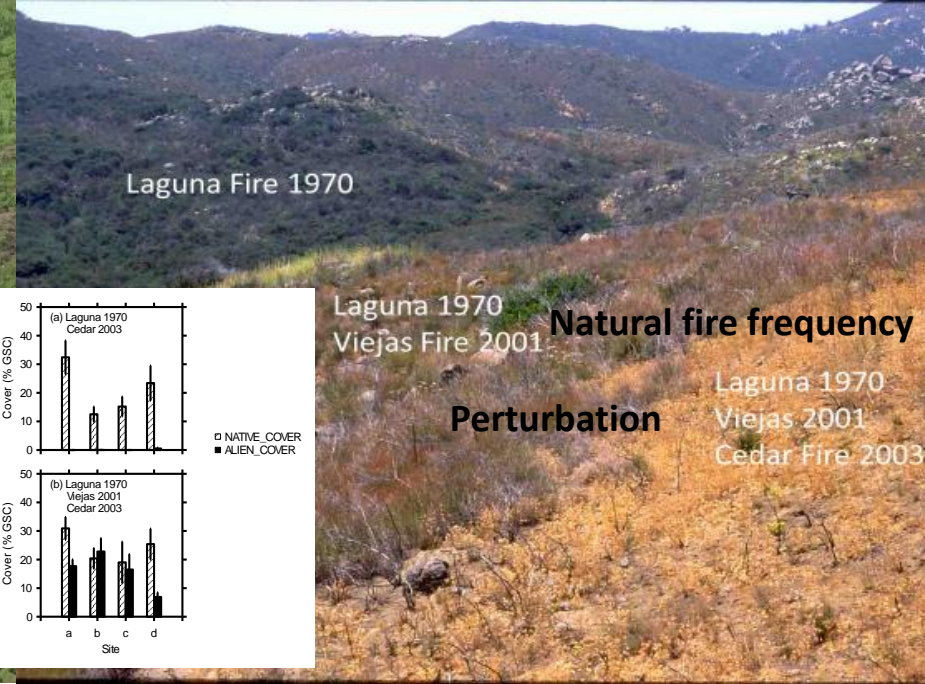 Laguna Fire 1970
Laguna 1970
Viejas Fire 2001
Natural fire frequency
Perturbation
Laguna 1970
Viejas 2001
Cedar Fire 2003
50
40
30
20
10
0
Cover (% GSC)
(a) Laguna 1970
Cedar 2003
NATIVE_COVER
ALIEN_COVER
50
40
30
20
10
0
Cover (% GSC)
(b) Laguna 1970
Viejas 2001
Cedar 2003
a b c d
Site